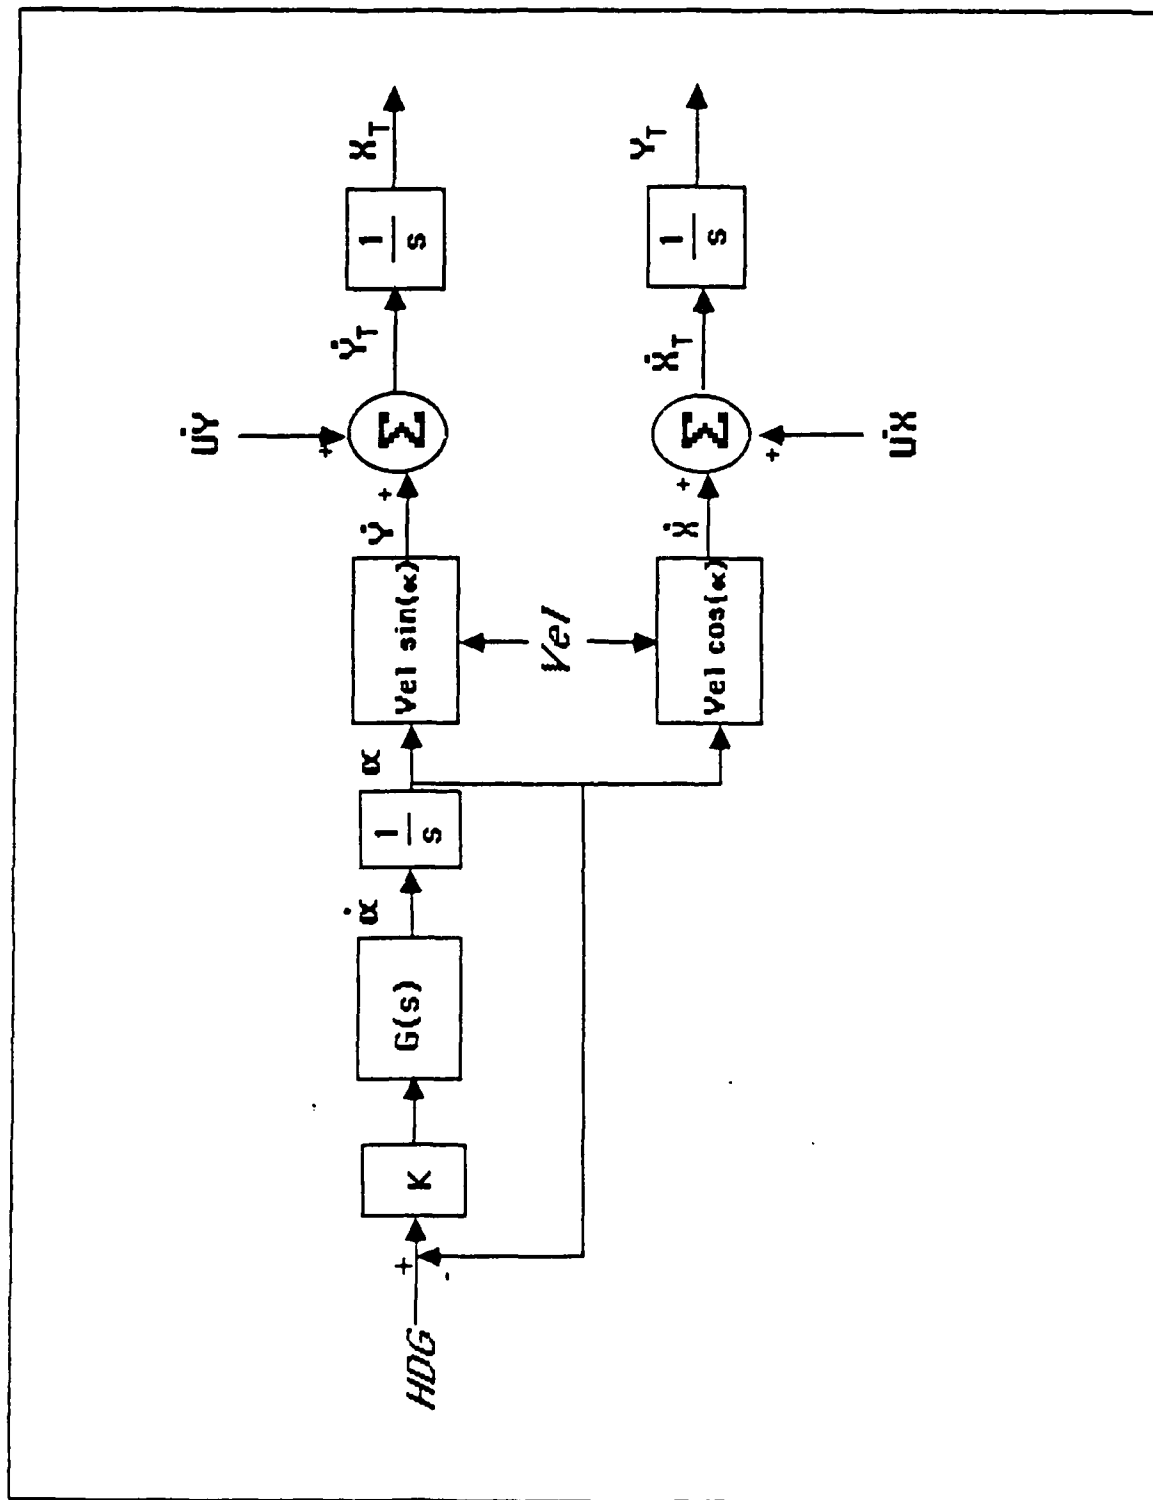 U̇Y
α̇
α
Ẏ
Ẏ_T
X_T
HDG
+
-
K
G(s)
1
s
Vel sin(α)
+
+
Σ
1
s
Vel
Ẋ
Ẋ_T
Y_T
Vel cos(α)
+
+
Σ
1
s
U̇X